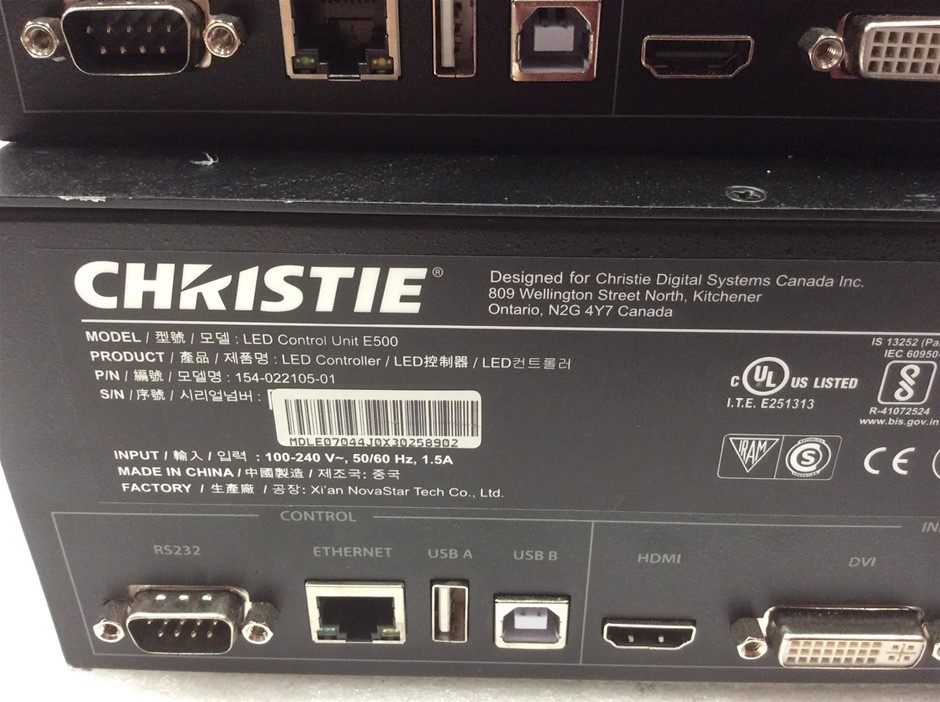 CHRISTIE®
Designed for Christie Digital Systems Canada Inc.
809 Wellington Street North, Kitchener
Ontario, N2G 4Y7 Canada
MODEL / 型號 / 모델 : LED Control Unit E500
PRODUCT / 產品 / 제품명 : LED Controller / LED控制器 / LED컨트롤러
P/N / 編號 / 모델명 : 154-022105-01
S/N / 序號 / 시리얼넘버 :
MDLE07044J0X30258902
INPUT / 輸入 / 입력 : 100-240 V~, 50/60 Hz, 1.5A
MADE IN CHINA / 中國製造 / 제조국: 중국
FACTORY / 生產廠 / 공장: Xi'an NovaStar Tech Co., Ltd.
IS 13252 (Pa
IEC 6095
C UL US LISTED
I.T.E. E251313
R-41072524
www.bis.gov.in
TRAM
S
CE
CONTROL
IN
RS232
ETHERNET
USB A
USB B
HDMI
DVI